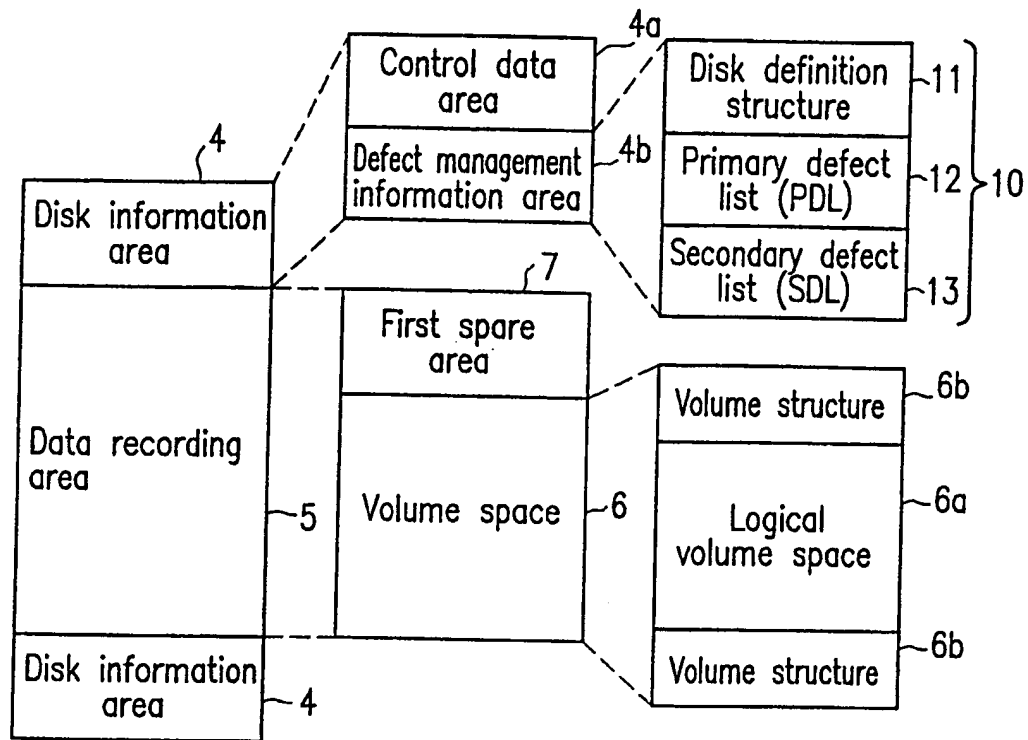 4
Disk information
area
Data recording
area
5
Disk information
area
4
4a
Control data
area
Defect management
information area
4b
7
First spare
area
Volume space
6
Disk definition
structure
11
Primary defect
list (PDL)
12
Secondary defect
list (SDL)
13
10
Volume structure
6b
Logical
volume space
6a
Volume structure
6b